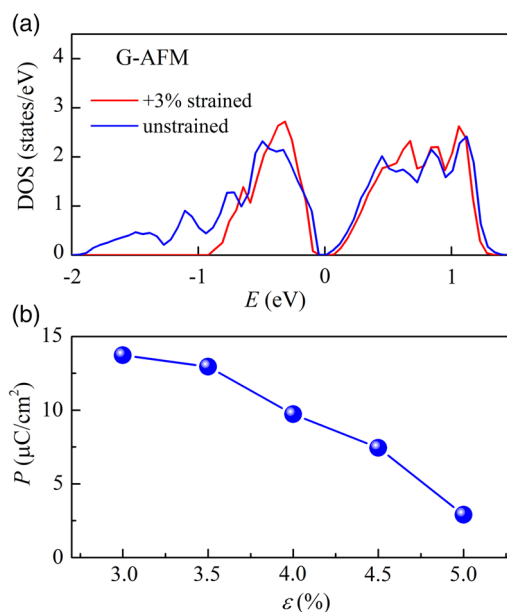 (a)
G-AFM
+3% strained
unstrained
DOS (states/eV)
4
3
2
1
0
-2
-1
0
1
E (eV)
(b)
P (μC/cm²)
15
10
5
0
3.0
3.5
4.0
4.5
5.0
ε(%)